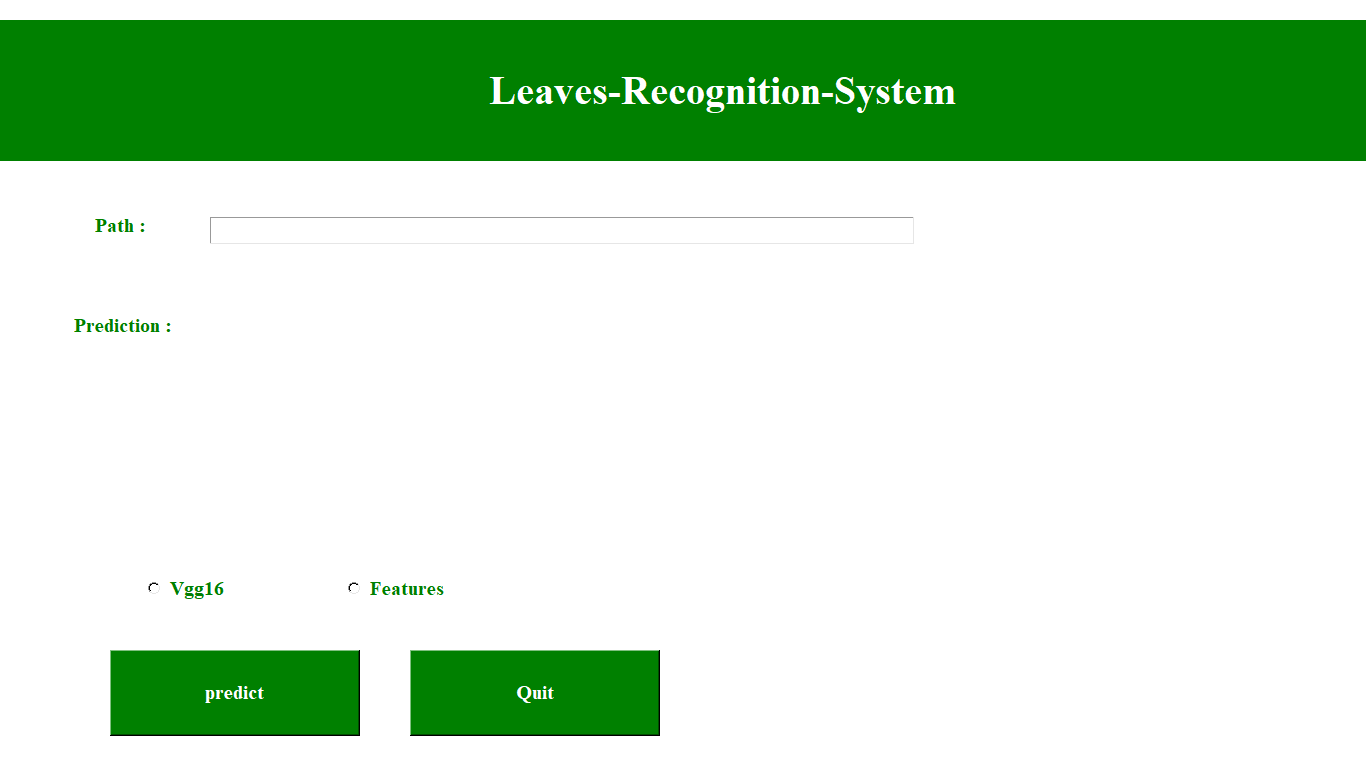 Leaves-Recognition-System
Path :
Prediction :
Vgg16 Features
predict Quit